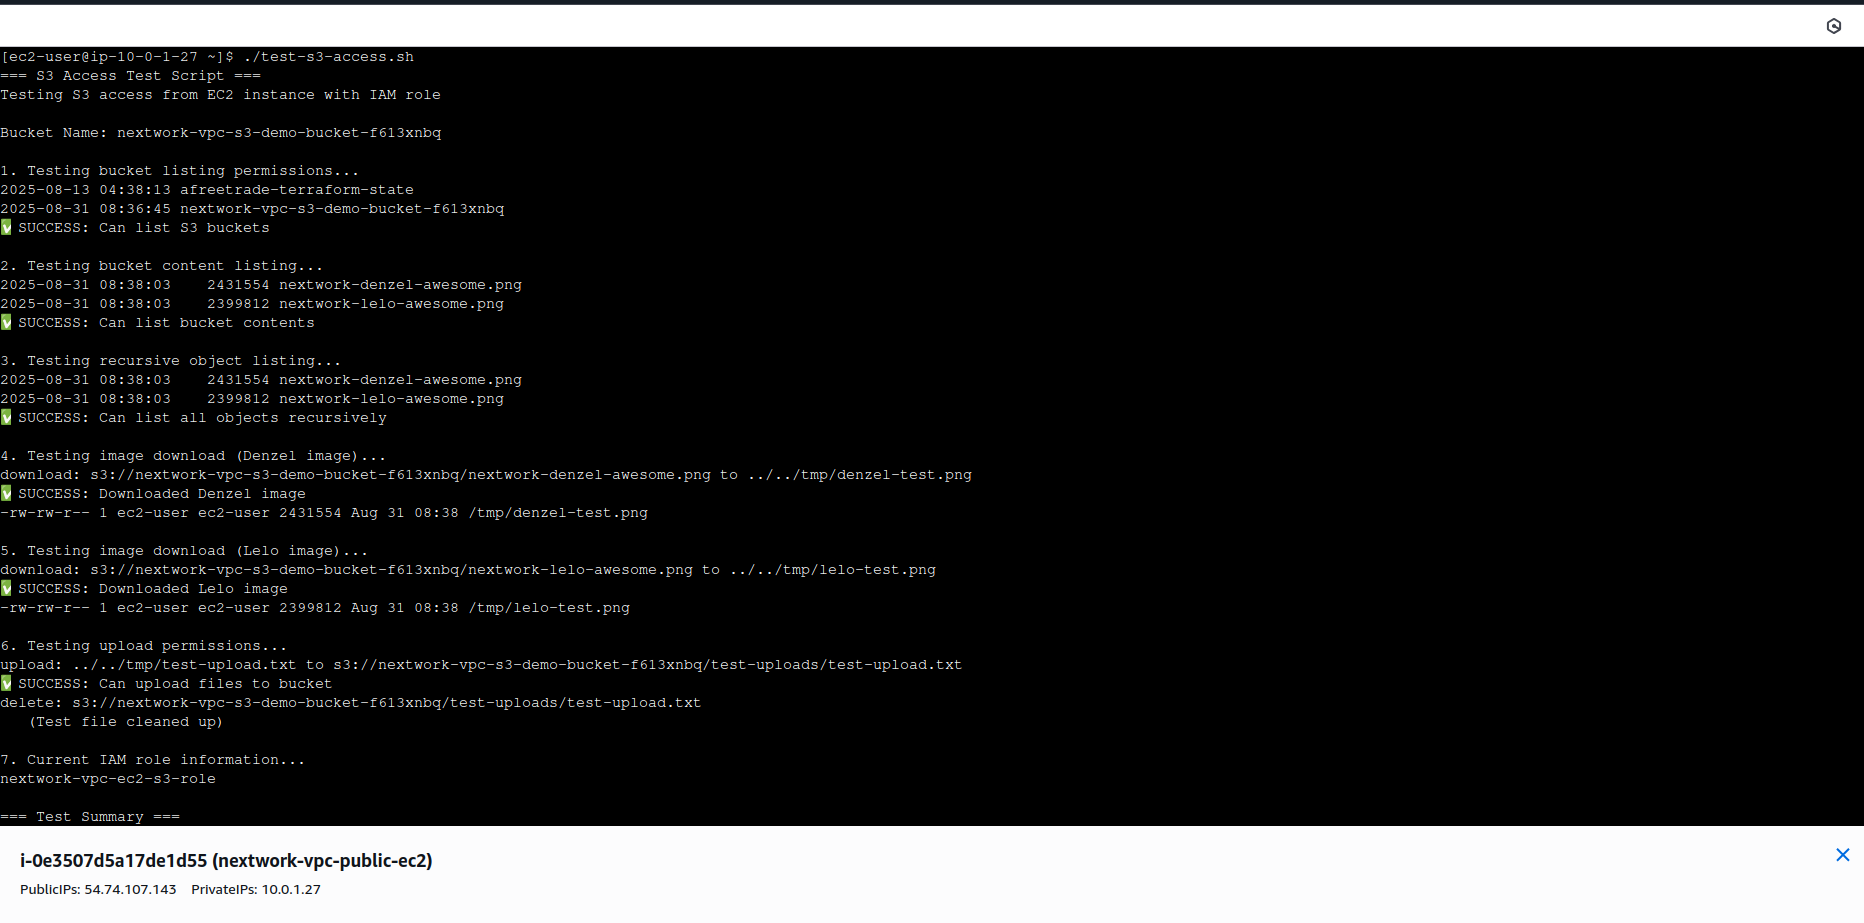 [ec2-user@ip-10-0-1-27 ~]$ ./test-s3-access.sh
=== S3 Access Test Script ===
Testing S3 access from EC2 instance with IAM role
Bucket Name: nextwork-vpc-s3-demo-bucket-f613xnbq
1. Testing bucket listing permissions...
2025-08-13 04:38:13 afreetrade-terraform-state
2025-08-31 08:36:45 nextwork-vpc-s3-demo-bucket-f613xnbq
✅ SUCCESS: Can list S3 buckets
2. Testing bucket content listing...
2025-08-31 08:38:03    2431554 nextwork-denzel-awesome.png
2025-08-31 08:38:03    2399812 nextwork-lelo-awesome.png
✅ SUCCESS: Can list bucket contents
3. Testing recursive object listing...
2025-08-31 08:38:03    2431554 nextwork-denzel-awesome.png
2025-08-31 08:38:03    2399812 nextwork-lelo-awesome.png
✅ SUCCESS: Can list all objects recursively
4. Testing image download (Denzel image)...
download: s3://nextwork-vpc-s3-demo-bucket-f613xnbq/nextwork-denzel-awesome.png to ../../tmp/denzel-test.png
✅ SUCCESS: Downloaded Denzel image
-rw-rw-r-- 1 ec2-user ec2-user 2431554 Aug 31 08:38 /tmp/denzel-test.png
5. Testing image download (Lelo image)...
download: s3://nextwork-vpc-s3-demo-bucket-f613xnbq/nextwork-lelo-awesome.png to ../../tmp/lelo-test.png
✅ SUCCESS: Downloaded Lelo image
-rw-rw-r-- 1 ec2-user ec2-user 2399812 Aug 31 08:38 /tmp/lelo-test.png
6. Testing upload permissions...
upload: ../../tmp/test-upload.txt to s3://nextwork-vpc-s3-demo-bucket-f613xnbq/test-uploads/test-upload.txt
✅ SUCCESS: Can upload files to bucket
delete: s3://nextwork-vpc-s3-demo-bucket-f613xnbq/test-uploads/test-upload.txt
   (Test file cleaned up)
7. Current IAM role information...
nextwork-vpc-ec2-s3-role
=== Test Summary ===
i-0e3507d5a17de1d55 (nextwork-vpc-public-ec2)
PublicIPs: 54.74.107.143    PrivateIPs: 10.0.1.27